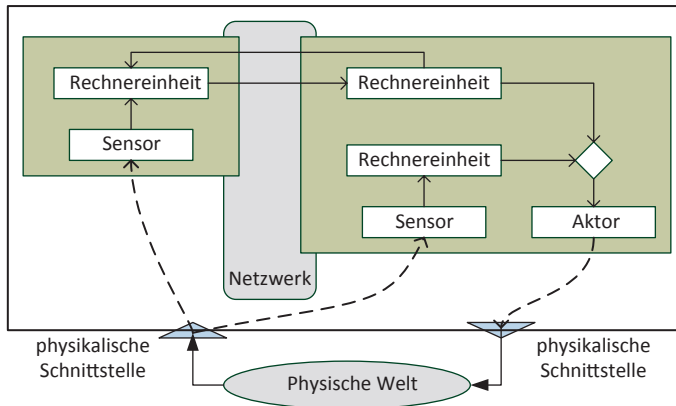 Rechnereinheit
Rechnereinheit
Sensor
Rechnereinheit
Sensor
Aktor
Netzwerk
physikalische
Schnittstelle
physikalische
Schnittstelle
Physische Welt